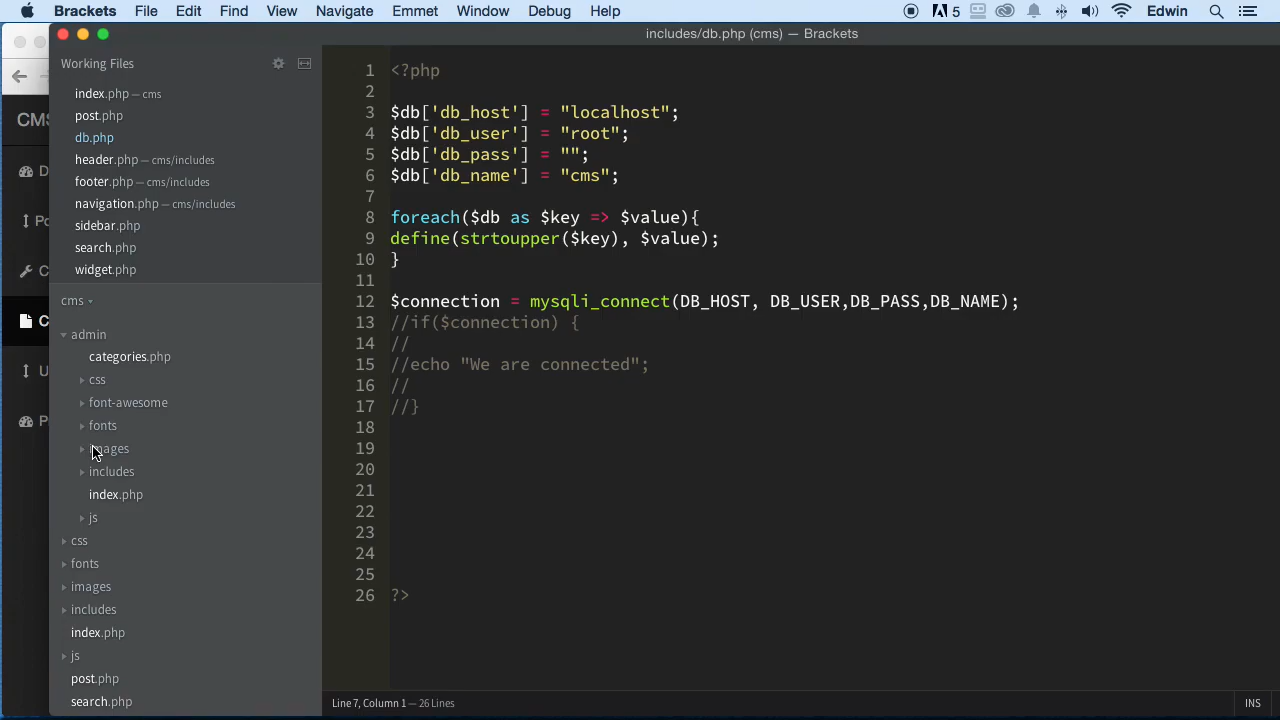 Brackets File Edit Find View Navigate Emmet Window Debug Help 5 Edwin
includes/db.php (cms) — Brackets
Working Files
index.php — cms
post.php
db.php
header.php — cms/includes
footer.php — cms/includes
navigation.php — cms/includes
sidebar.php
search.php
widget.php
cms
admin
categories.php
css
font-awesome
fonts
images
includes
index.php
js
css
fonts
images
includes
index.php
js
post.php
search.php
CMS
D
Po
C
C
U
P
1 <?php
2
3 $db['db_host'] = "localhost";
4 $db['db_user'] = "root";
5 $db['db_pass'] = "";
6 $db['db_name'] = "cms";
7
8 foreach($db as $key => $value){
9 define(strtoupper($key), $value);
10 }
11
12 $connection = mysqli_connect(DB_HOST, DB_USER,DB_PASS,DB_NAME);
13 //if($connection) {
14 //
15 //echo "We are connected";
16 //
17 //}
18
19
20
21
22
23
24
25
26 ?>
Line 7, Column 1 — 26 Lines
INS